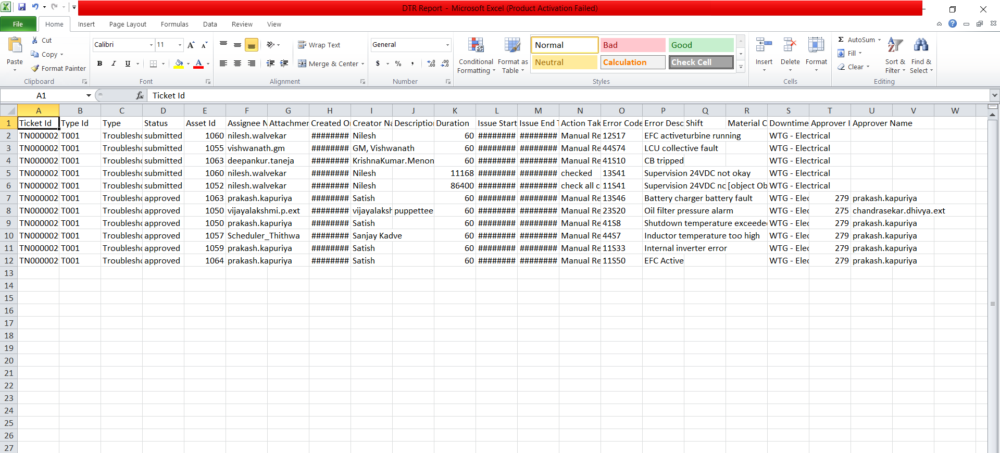 DTR Report - Microsoft Excel (Product Activation Failed)
File Home Insert Page Layout Formulas Data Review View
Paste
Cut
Copy
Format Painter
Clipboard
Calibri 11
B I U
Font
Wrap Text
Merge & Center
Alignment
General
$ % ,
Number
Conditional Formatting
Format as Table
Normal Bad Good
Neutral Calculation Check Cell
Styles
Insert Delete Format
Cells
Σ AutoSum
Fill
Clear
Sort & Filter
Find & Select
Editing
A1 fx Ticket Id
A B C D E F G H I J K L M N O P Q R S T U V W
1 Ticket Id Type Id Type Status Asset Id Assignee N Attachmer Created O Creator Na Description Duration Issue Start Issue End T Action Tak Error Code Error Desc Shift Material C Downtime Approver I Approver Name
2 TN000002 T001 Troublesho submitted 1060 nilesh.walvekar ######## Nilesh 60 ######## ######## Manual Re 12S17 EFC activeturbine running WTG - Electrical
3 TN000002 T001 Troublesho submitted 1055 vishwanath.gm ######## GM, Vishwanath 60 ######## ######## Manual Re 44S74 LCU collective fault WTG - Electrical
4 TN000002 T001 Troublesho submitted 1063 deepankur.taneja ######## KrishnaKumar.Menon 60 ######## ######## Manual Re 41S10 CB tripped WTG - Electrical
5 TN000002 T001 Troublesho submitted 1060 nilesh.walvekar ######## Nilesh 11168 ######## ######## checked 13S41 Supervision 24VDC not okay WTG - Electrical
6 TN000002 T001 Troublesho submitted 1052 nilesh.walvekar ######## Nilesh 86400 ######## ######## check all c 11S41 Supervision 24VDC nc [object Ob WTG - Electrical
7 TN000002 T001 Troublesho approved 1063 prakash.kapuriya ######## Satish 60 ######## ######## Manual Re 13S46 Battery charger battery fault WTG - Elec 279 prakash.kapuriya
8 TN000002 T001 Troublesho approved 1050 vijayalakshmi.p.ext ######## vijayalaksh puppettee 60 ######## ######## Manual Re 23S20 Oil filter pressure alarm WTG - Elec 275 chandrasekar.dhivya.ext
9 TN000002 T001 Troublesho approved 1050 prakash.kapuriya ######## Satish 60 ######## ######## Manual Re 41S8 Shutdown temperature exceede WTG - Elec 279 prakash.kapuriya
10 TN000002 T001 Troublesho approved 1057 Scheduler_Thithwa ######## Sanjay Kadve 60 ######## ######## Manual Re 44S7 Inductor temperature too high WTG - Elec 279 prakash.kapuriya
11 TN000002 T001 Troublesho approved 1059 prakash.kapuriya ######## Satish 60 ######## ######## Manual Re 11S33 Internal inverter error WTG - Elec 279 prakash.kapuriya
12 TN000002 T001 Troublesho approved 1064 prakash.kapuriya ######## Satish 60 ######## ######## Manual Re 11S50 EFC Active WTG - Elec 279 prakash.kapuriya
13
14
15
16
17
18
19
20
21
22
23
24
25
26
27